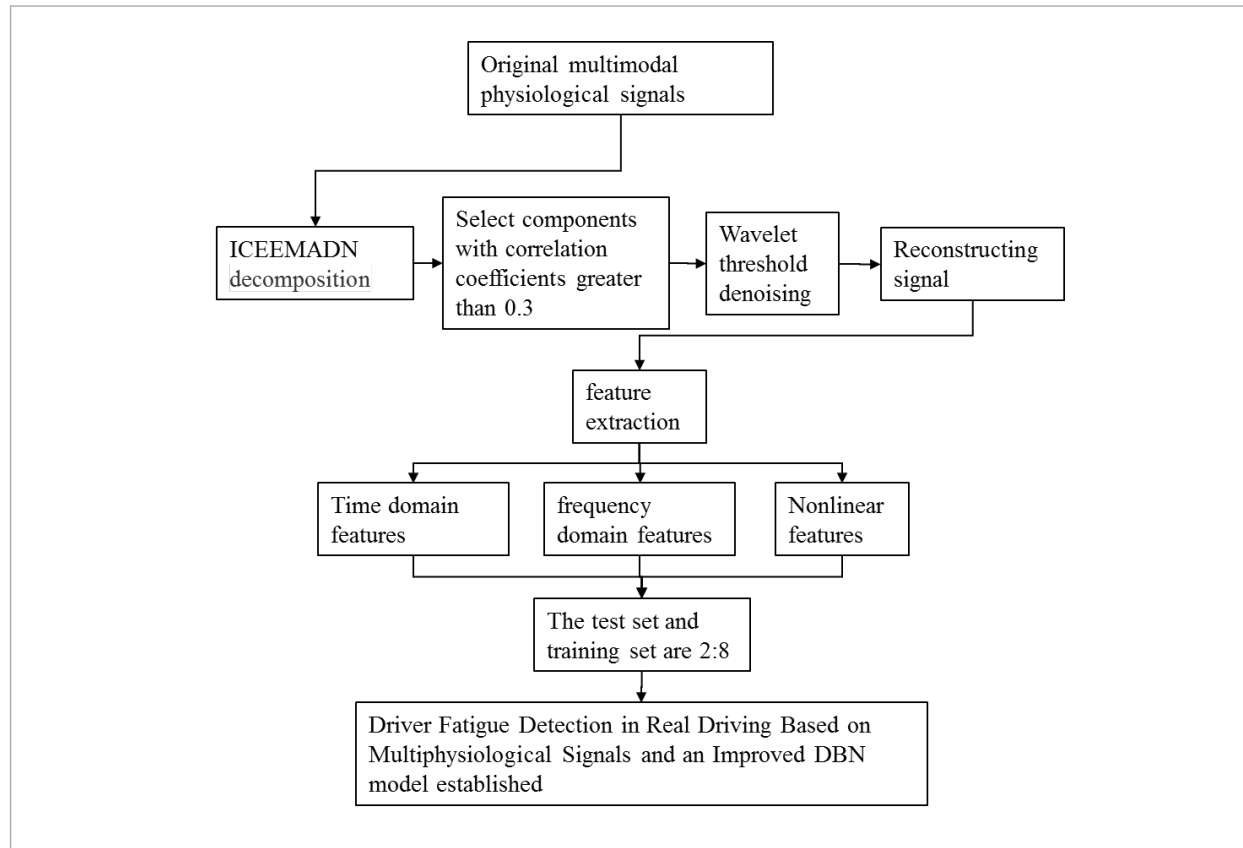 Original multimodal
physiological signals
ICEEMADN
decomposition
Select components
with correlation
coefficients greater
than 0.3
Wavelet
threshold
denoising
Reconstructing
signal
feature
extraction
Time domain
features
frequency
domain features
Nonlinear
features
The test set and
training set are 2:8
Driver Fatigue Detection in Real Driving Based on
Multiphysiological Signals and an Improved DBN
model established